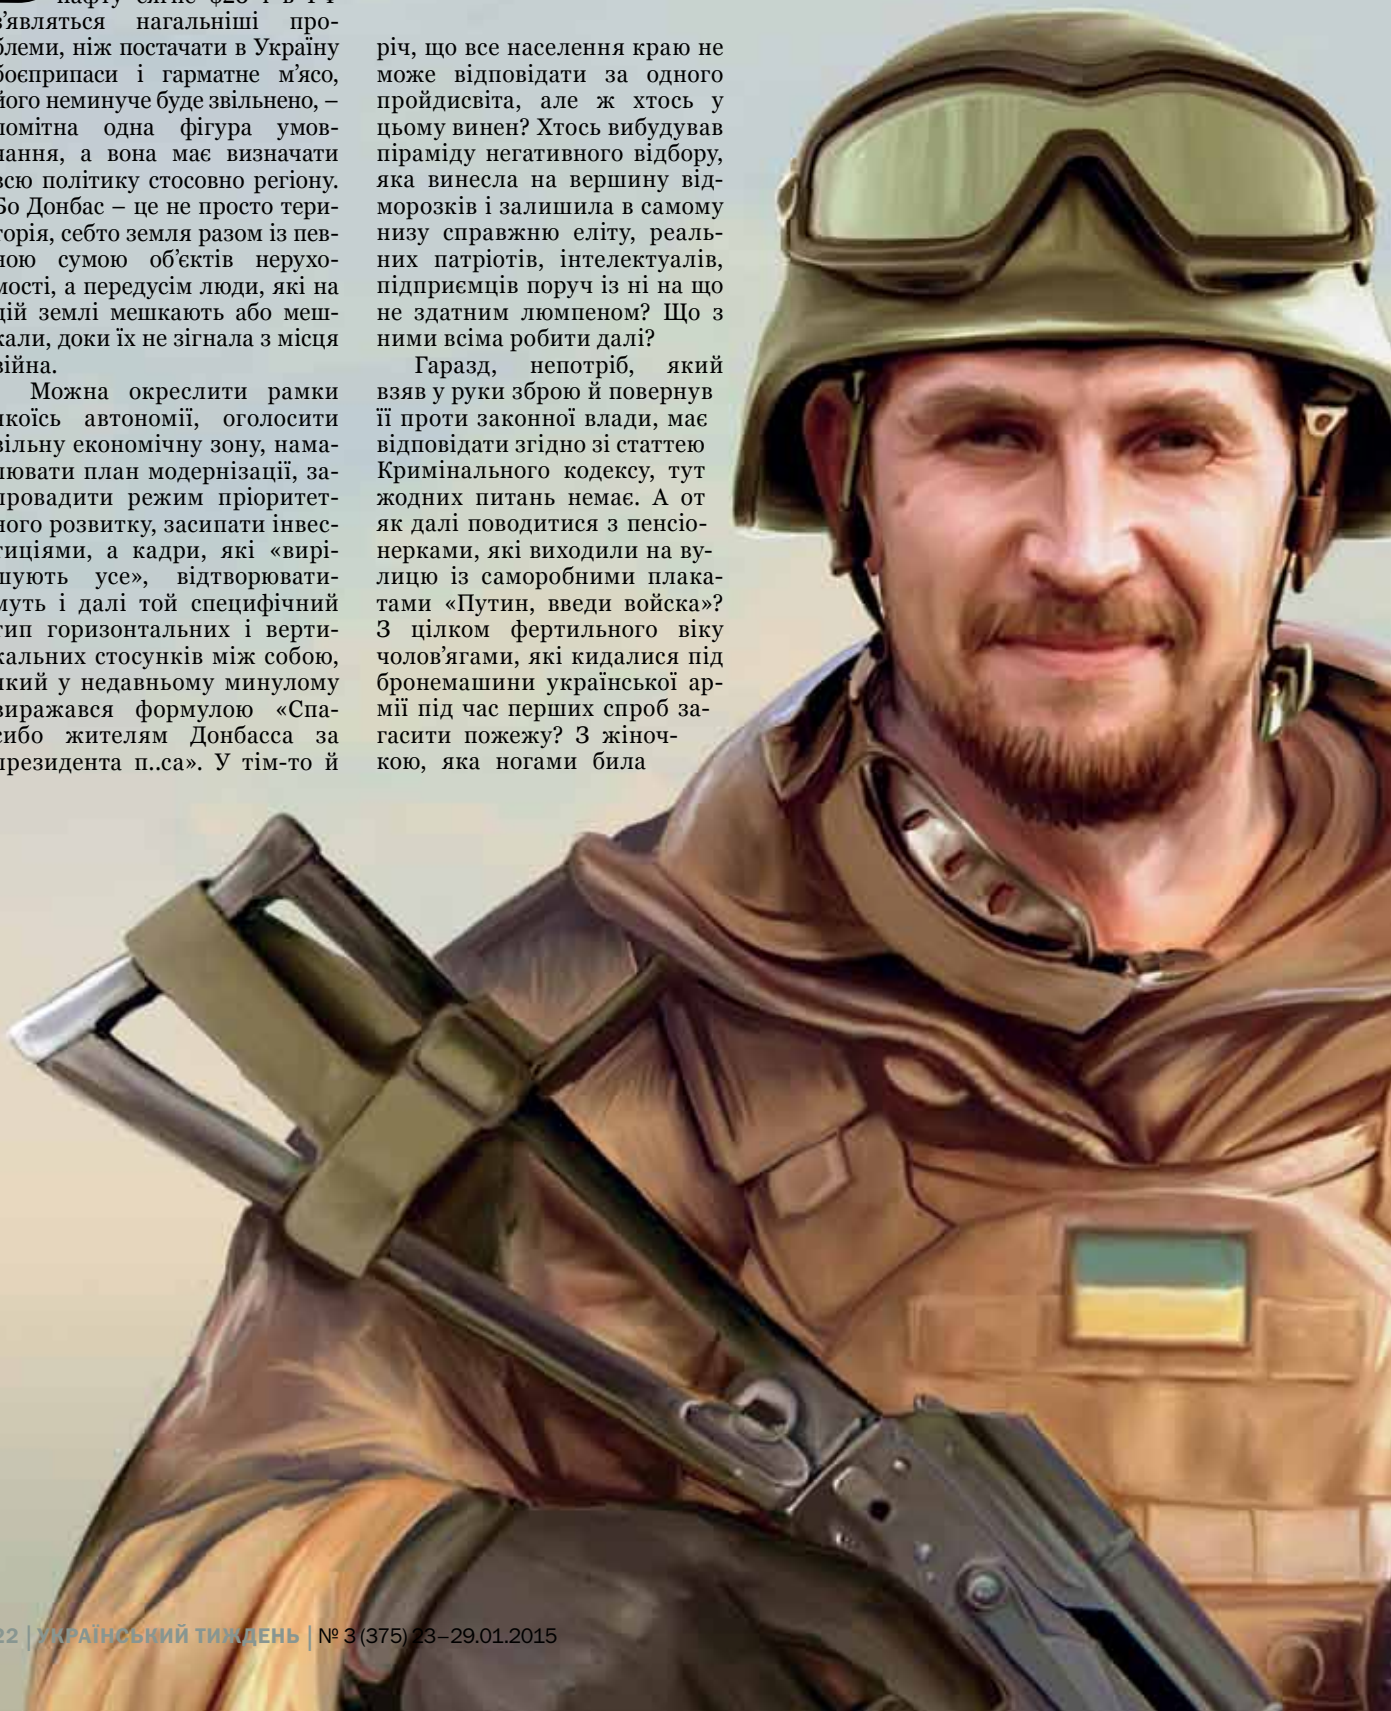 нафту сягне
з’являться нагальніші про-
блеми, ніж постачати в Україну
боєприпаси і гарматне м’ясо,
його неминуче буде звільнено, –
помітна одна фігура умов-
чання, а вона має визначати
всю політику стосовно регіону.
Бо Донбас – це не просто тери-
торія, себто земля разом із пев-
ною сумою об’єктів нерухо-
мості, а передусім люди, які на
цій землі мешкають або меш-
кали, доки їх не зігнала з місця
війна.
Можна окреслити рамки
якоїсь автономії, оголосити
вільну економічну зону, нама-
лювати план модернізації, за-
провадити режим пріоритет-
ного розвитку, засипати інвес-
тиціями, а кадри, які «вирі-
шують усе», відтворювати-
муть і далі той специфічний
тип горизонтальних і верти-
кальних стосунків між собою,
який у недавньому минулому
виражався формулою «Спа-
сибо жителям Донбасса за
президента п..са». У тім-то й
річ, що все населення краю не
може відповідати за одного
пройдисвіта, але ж хтось у
цьому винен? Хтось вибудував
піраміду негативного відбору,
яка винесла на вершину від-
морозків і залишила в самому
низу справжню еліту, реаль-
них патріотів, інтелектуалів,
підприємців поруч із ні на що
не здатним люмпеном? Що з
ними всіма робити далі?
Гаразд, непотріб, який
взяв у руки зброю й повернув
її проти законної влади, має
відповідати згідно зі статтею
Кримінального кодексу, тут
жодних питань немає. А от
як далі поводитися з пенсіо-
нерками, які виходили на ву-
лицю із саморобними плака-
тами «Путин, введи войска»?
З цілком фертильного віку
чолов’ягами, які кидалися під
бронемашини української ар-
мії під час перших спроб за-
гасити пожежу? З жіноч-
кою, яка ногами била
22 | УКРАЇНСЬКИЙ ТИЖДЕНЬ | № 3 (375) 23–29.01.2015